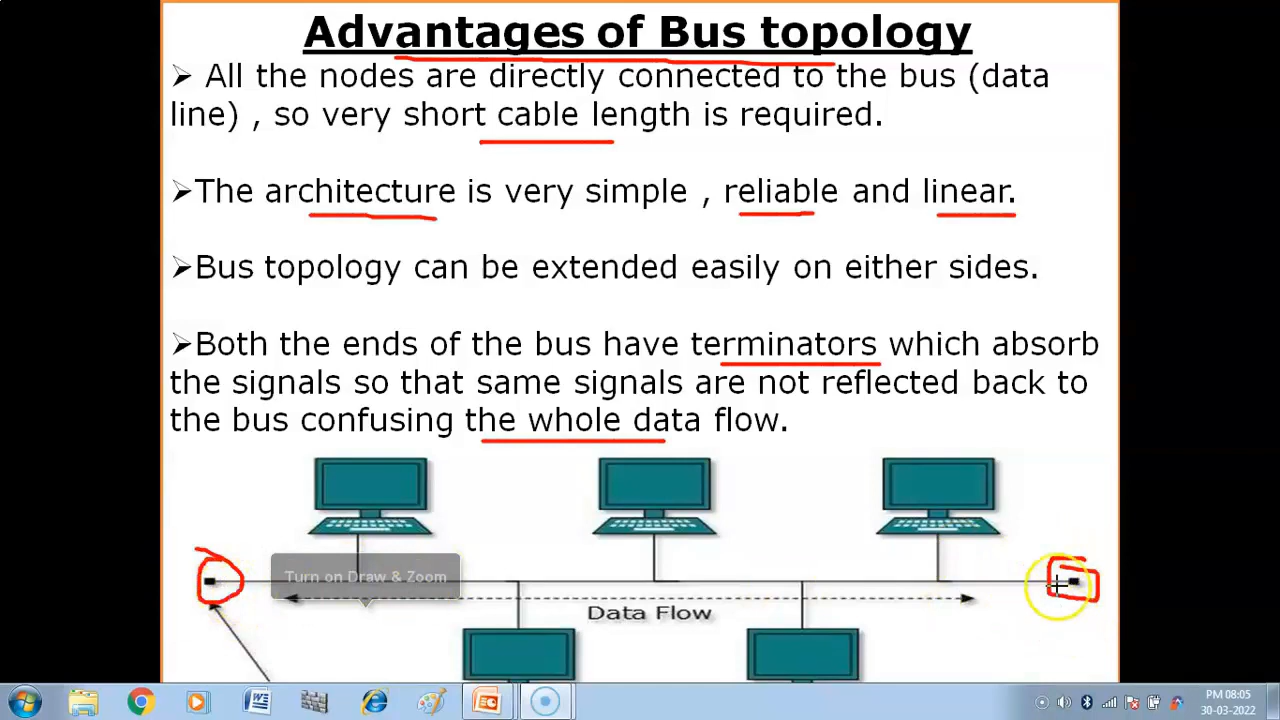 Advantages of Bus topology
➢ All the nodes are directly connected to the bus (data
line) , so very short cable length is required.
➢The architecture is very simple , reliable and linear.
➢Bus topology can be extended easily on either sides.
➢Both the ends of the bus have terminators which absorb
the signals so that same signals are not reflected back to
the bus confusing the whole data flow.
Turn on Draw & Zoom
Data Flow
PM 08:05
30-03-2022